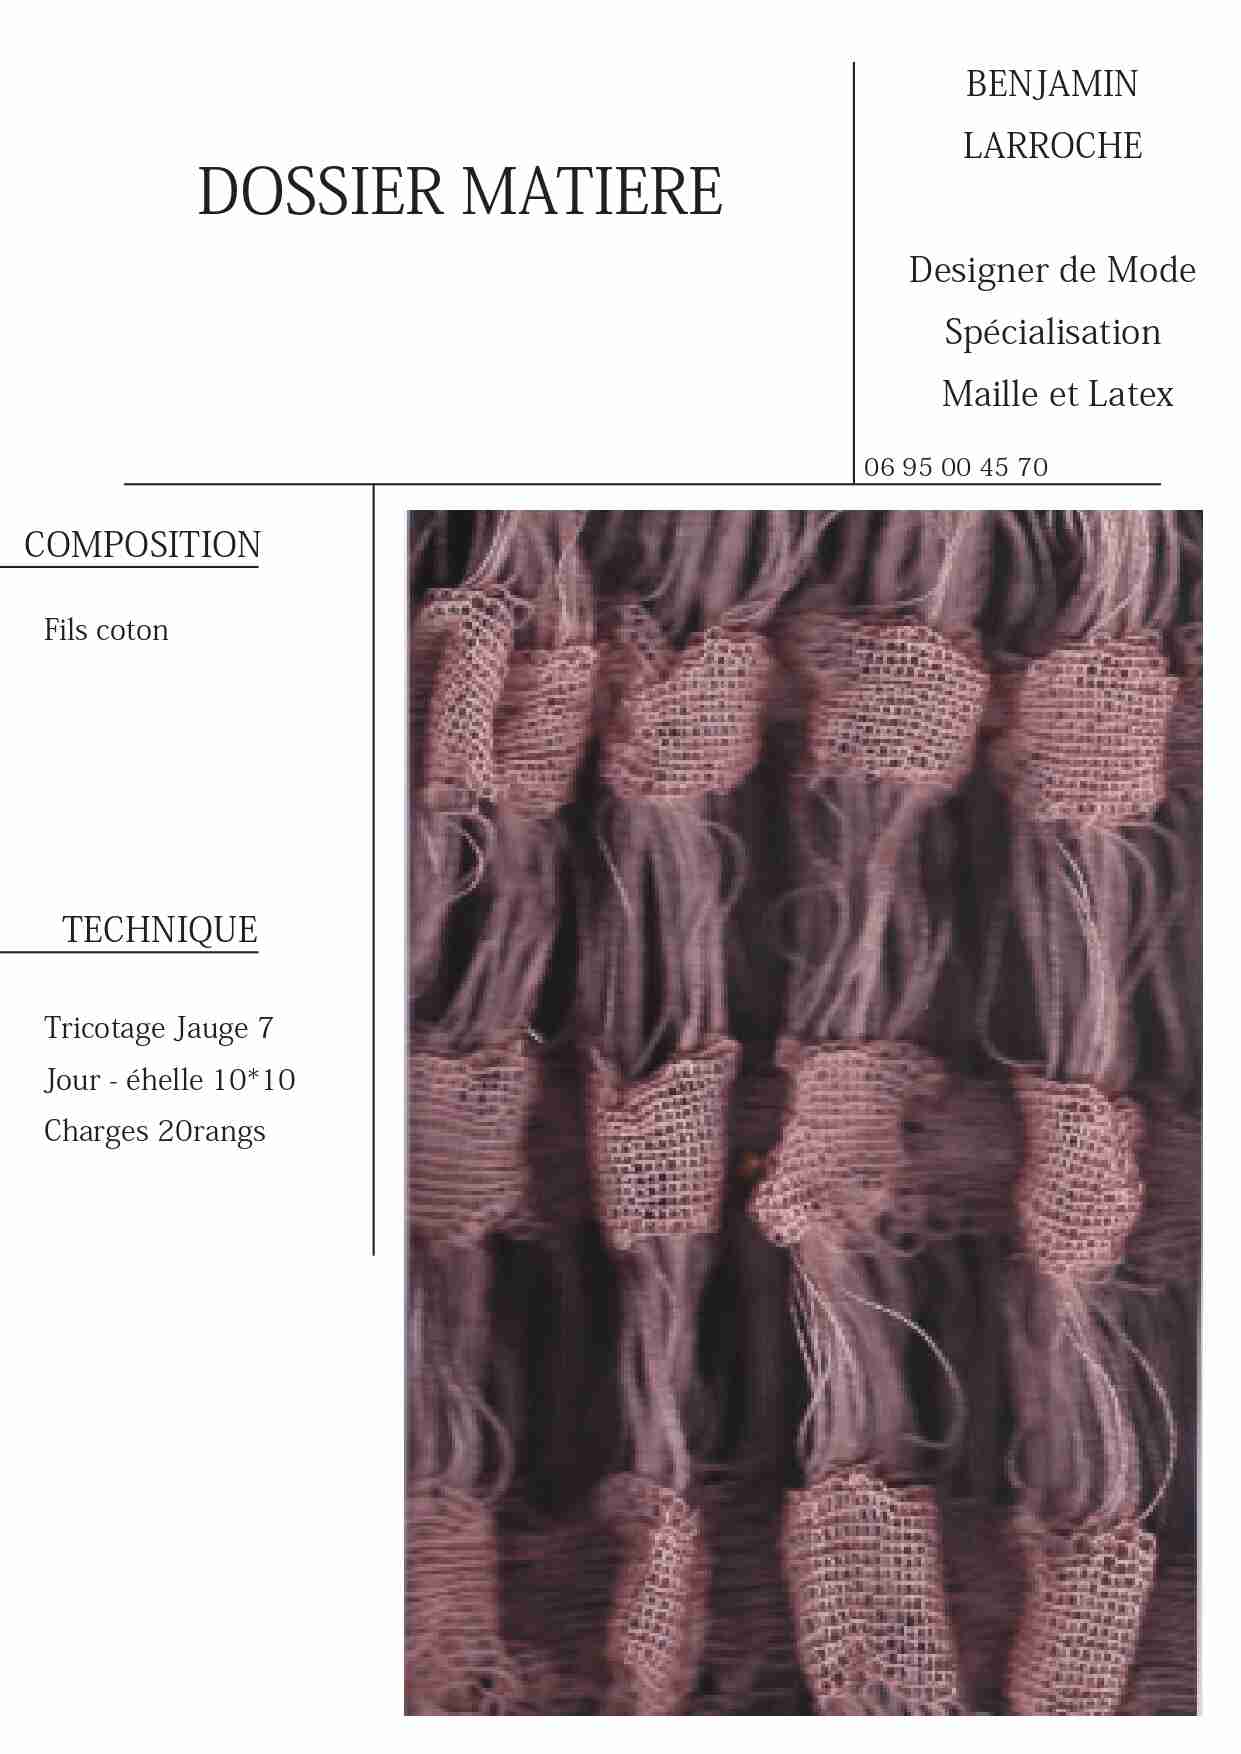 DOSSIER MATIERE
BENJAMIN
LARROCHE
Designer de Mode
Spécialisation
Maille et Latex
06 95 00 45 70
COMPOSITION
Fils coton
TECHNIQUE
Tricotage Jauge 7
Jour - éhelle 10*10
Charges 20rangs